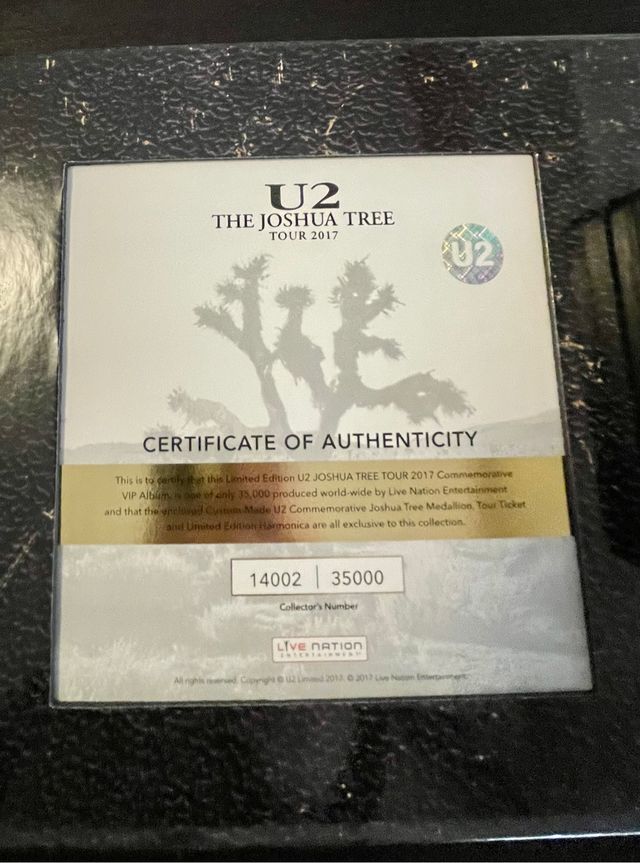 U2
THE JOSHUA TREE
TOUR 2017
U2
CERTIFICATE OF AUTHENTICITY
This is to certify that this Limited Edition U2 JOSHUA TREE TOUR 2017 Commemorative
VIP Album, is one of only 35,000 produced world-wide by Live Nation Entertainment
and that the enclosed Custom Made U2 Commemorative Joshua Tree Medallion, Tour Ticket
and Limited Edition Harmonica are all exclusive to this collection.
14002 | 35000
Collector's Number
LIVE NATION
ENTERTAINMENT
All rights reserved. Copyright © U2 Limited 2017. © 2017 Live Nation Entertainment.